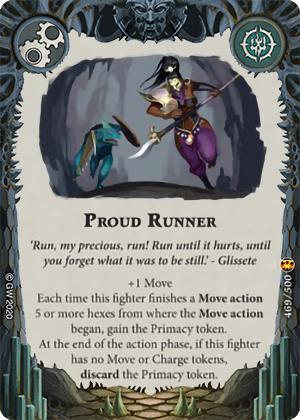 PROUD RUNNER
'Run, my precious, run! Run until it hurts, until
you forget what it was to be still.' - Glissete
+1 Move
Each time this fighter finishes a Move action
5 or more hexes from where the Move action
began, gain the Primacy token.
At the end of the action phase, if this fighter
has no Move or Charge tokens,
discard the Primacy token.
© GW 2020
469/500